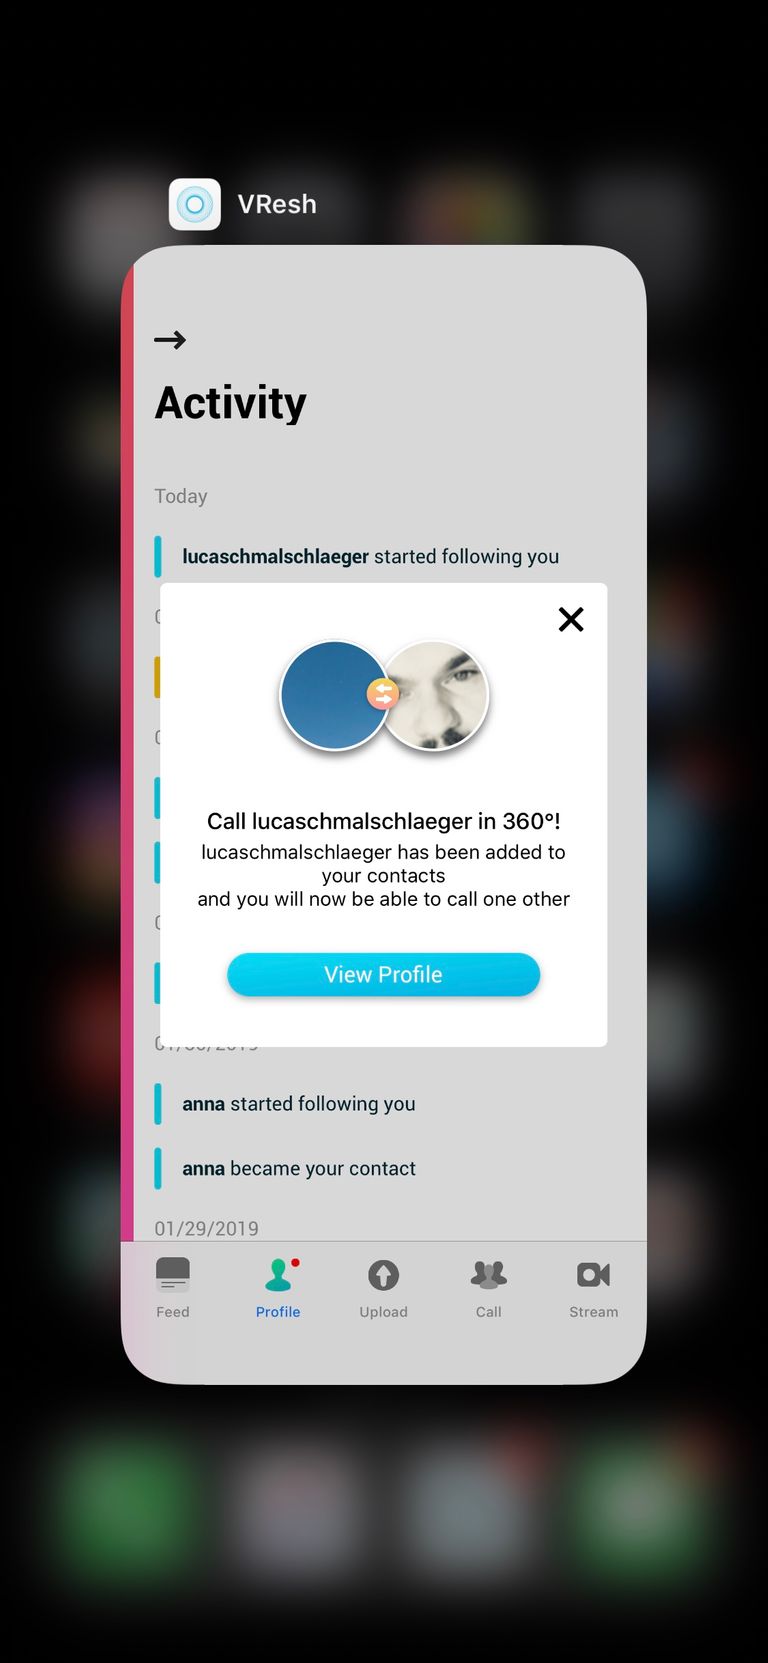 VResh
Activity
Today
lucaschmalschlaeger started following you
Call lucaschmalschlaeger in 360°!
lucaschmalschlaeger has been added to
your contacts
and you will now be able to call one other
View Profile
anna started following you
anna became your contact
01/29/2019
Feed
Profile
Upload
Call
Stream